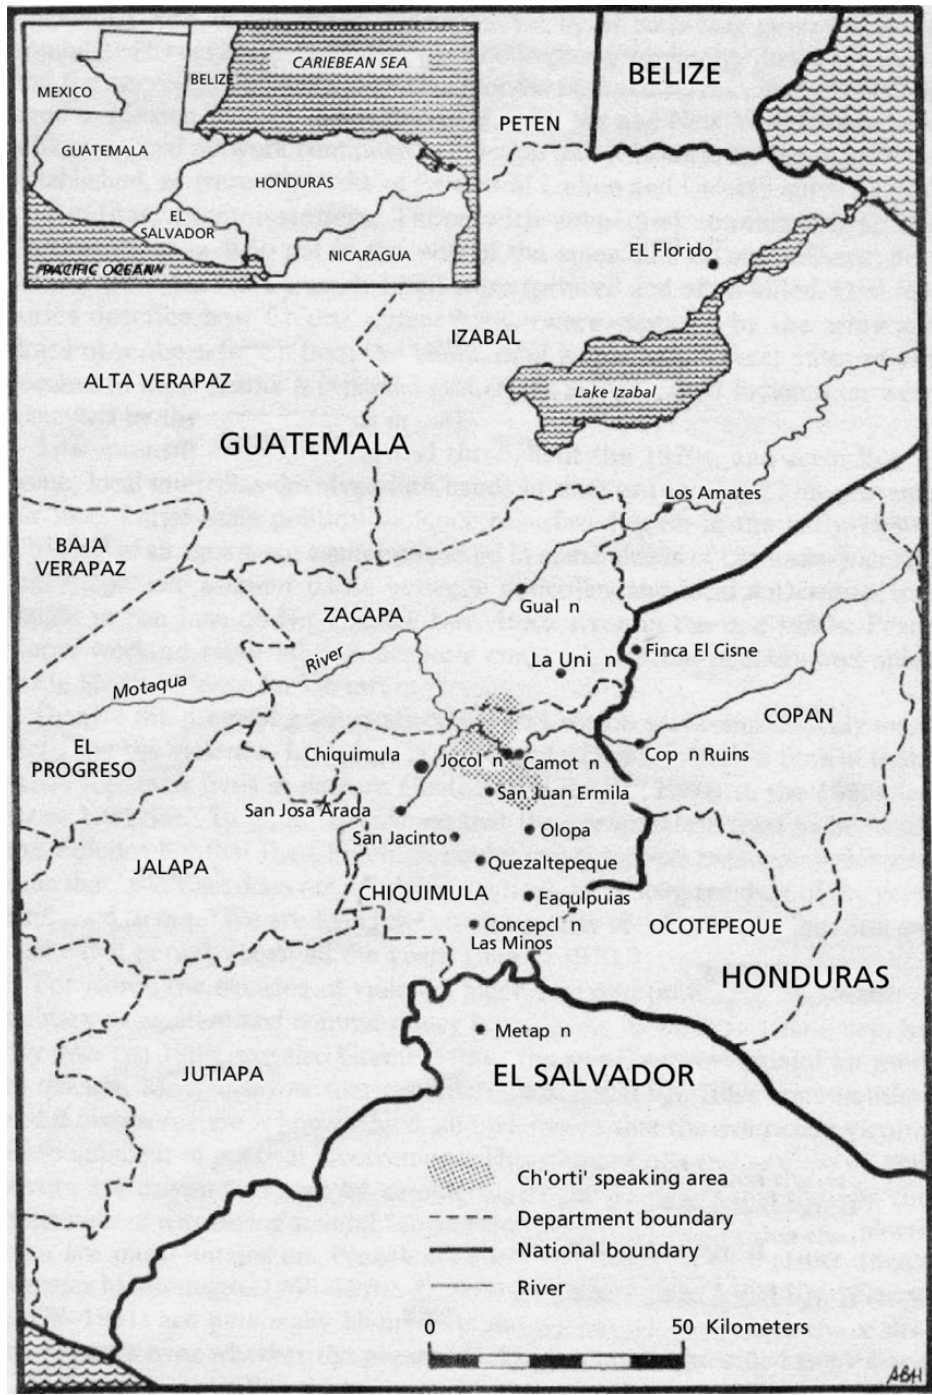 CARIEBEAN SEA
BELIZE
MEXICO
GUATEMALA
HONDURAS
EL
SALVADOR
NICARAGUA
PACIFIC OCEAN
BELIZE
PETEN
El Florido
IZABAL
Lake Izabal
ALTA VERAPAZ
GUATEMALA
Los Amates
BAJA
VERAPAZ
ZACAPA
Gual n
River
Motaqua
La Uni n
Finca El Cisne
COPAN
EL
PROGRESO
Chiquimula
Jocol n
Camot n
Cop n Ruins
San Juan Ermila
San Josa Arada
San Jacinto
Olopa
JALAPA
Quezaltepeque
CHIQUIMULA
Eaqulpuias
Concepcl
Las Minos
OCOTEPEQUE
HONDURAS
Metap n
EL SALVADOR
JUTIAPA
Ch'orti' speaking area
Department boundary
National boundary
River
0 50 Kilometers
ABH